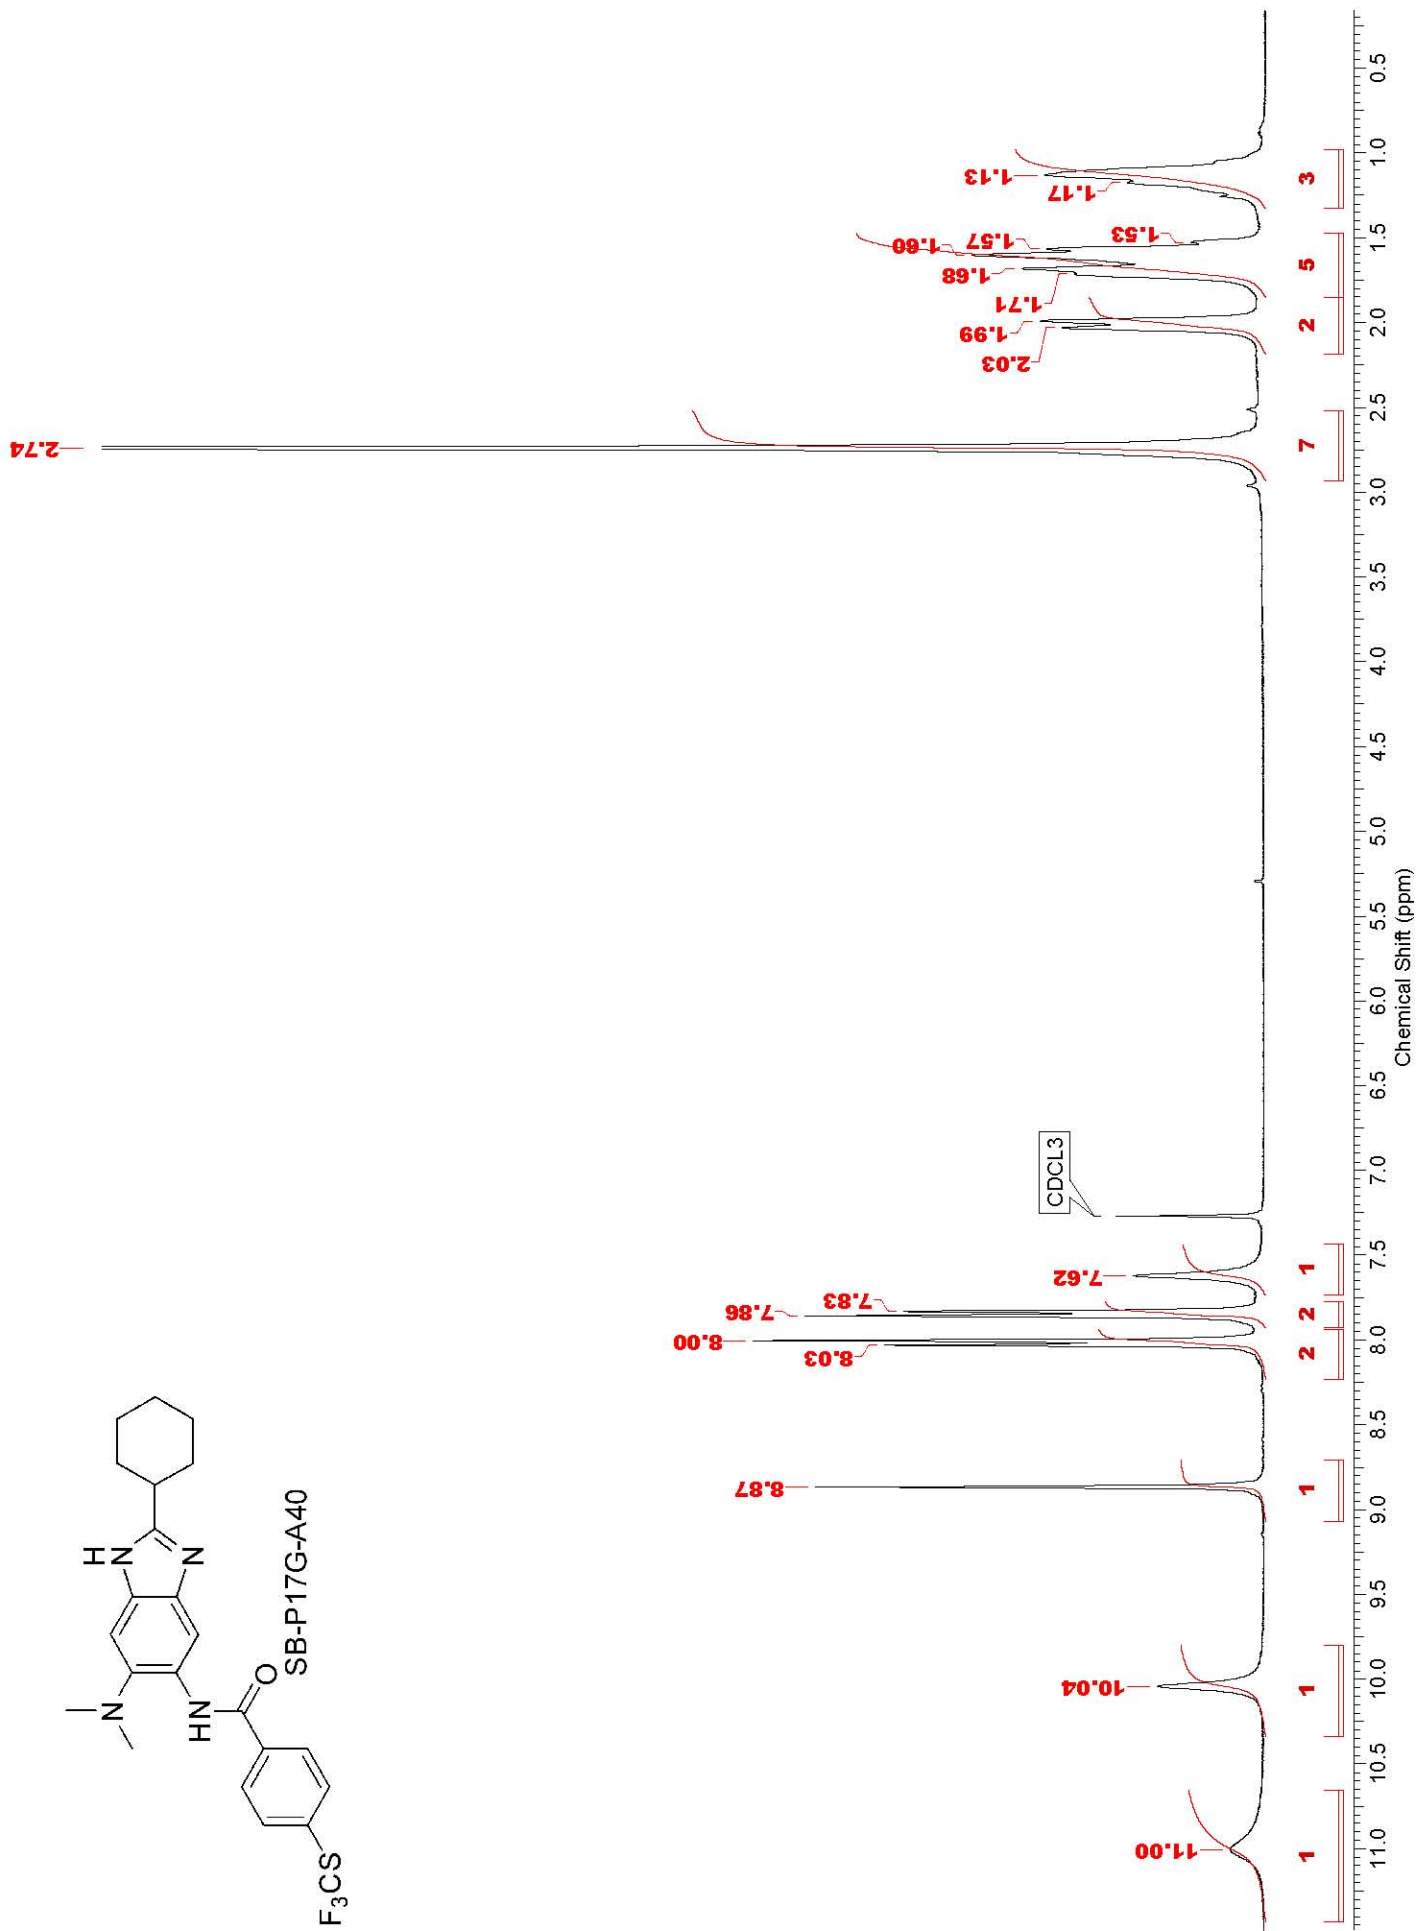 H
N
N
N
HN
O
F3CS
SB-P17G-A40
11.00
10.04
8.87
8.03
8.00
7.86
7.83
7.62
CDCL3
2.74
2.03
1.99
1.71
1.68
1.60
1.57
1.53
1.17
1.13
1 1 1 2 2 1 7 2 5 3
11.0 10.5 10.0 9.5 9.0 8.5 8.0 7.5 7.0 6.5 6.0 5.5 5.0 4.5 4.0 3.5 3.0 2.5 2.0 1.5 1.0 0.5
Chemical Shift (ppm)